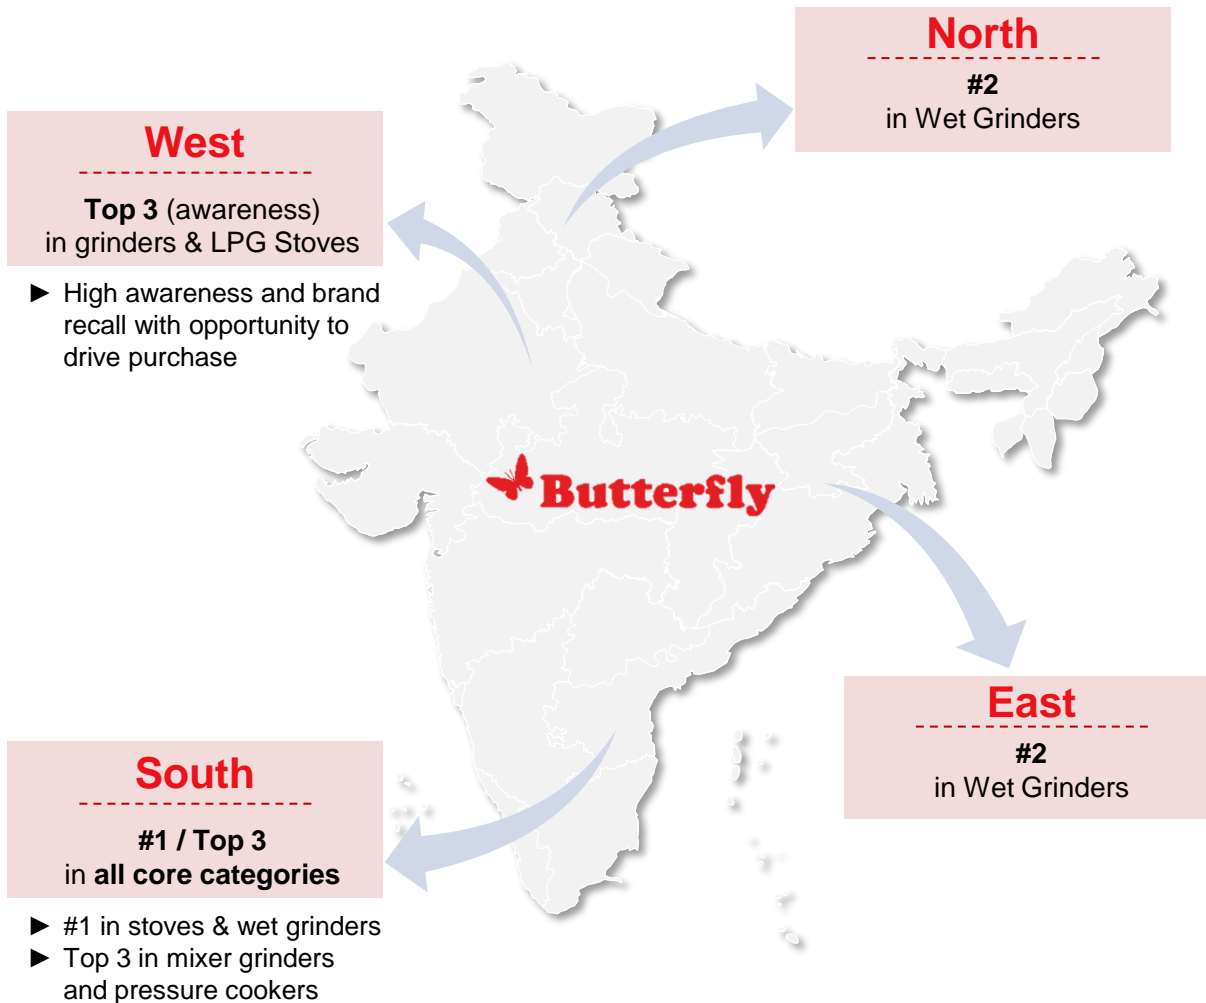 North
#2
in Wet Grinders
West
Top 3 (awareness)
in grinders & LPG Stoves
► High awareness and brand
recall with opportunity to
drive purchase
Butterfly
East
#2
in Wet Grinders
South
#1 / Top 3
in all core categories
► #1 in stoves & wet grinders
► Top 3 in mixer grinders
and pressure cookers